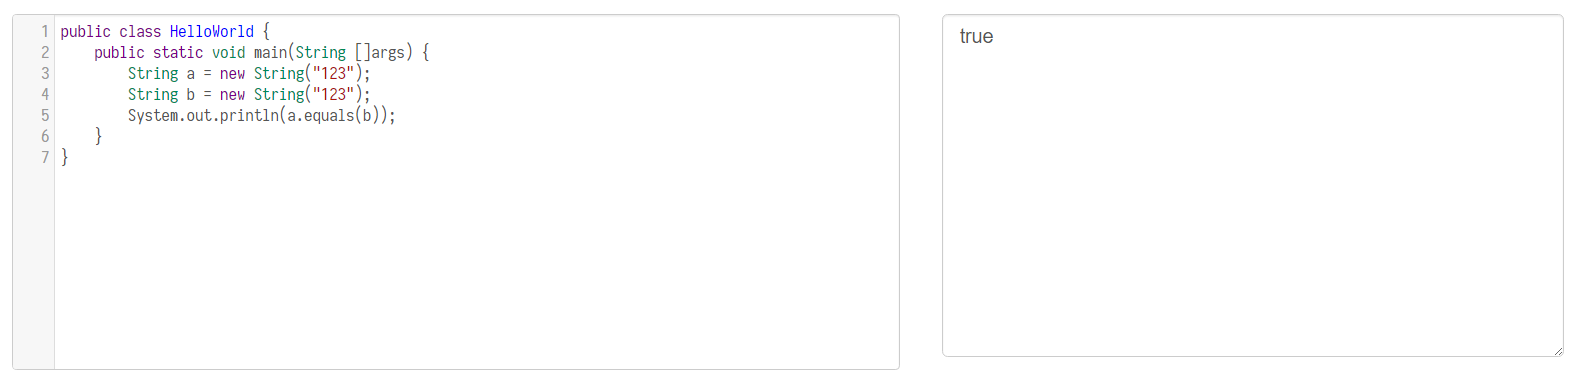 1 public class HelloWorld {
2     public static void main(String []args) {
3         String a = new String("123");
4         String b = new String("123");
5         System.out.println(a.equals(b));
6     }
7 }
true